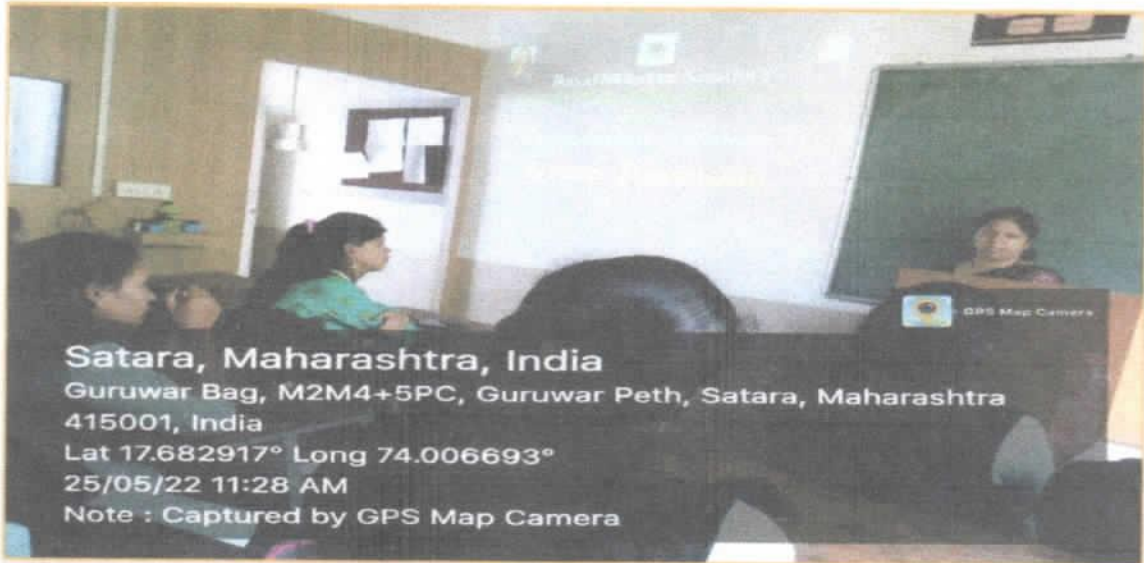 GPS Map Camera
Satara, Maharashtra, India
Guruwar Bag, M2M4+5PC, Guruwar Peth, Satara, Maharashtra
415001, India
Lat 17.682917° Long 74.006693°
25/05/22 11:28 AM
Note : Captured by GPS Map Camera